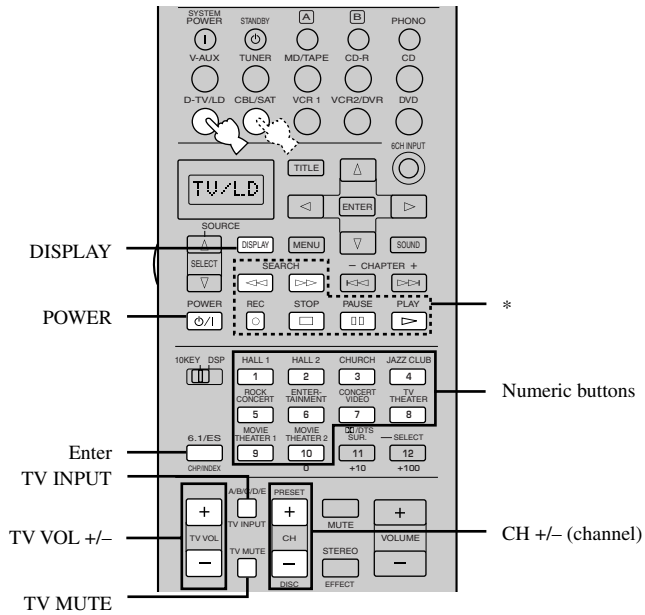 SYSTEM
POWER STANDBY A B PHONO
V-AUX TUNER MD/TAPE CD-R CD
D-TV/LD CBL/SAT VCR 1 VCR2/DVR DVD
6CH INPUT
TITLE
TV/LD
ENTER
SOURCE
DISPLAY
DISPLAY MENU SOUND
SELECT
SEARCH – CHAPTER +
*
POWER
POWER REC STOP PAUSE PLAY
10KEY DSP HALL 1 HALL 2 CHURCH JAZZ CLUB
1 2 3 4
Numeric buttons
ROCK CONCERT ENTER-TAINMENT CONCERT VIDEO TV THEATER
5 6 7 8
MOVIE THEATER 1 MOVIE THEATER 2 /DTS SUR. — SELECT
Enter
6.1/ES 9 10 11 12
CHP/INDEX 0 +10 +100
TV INPUT
A/B/C/D/E PRESET
+ TV INPUT + MUTE +
TV VOL +/–
TV VOL CH VOLUME
CH +/– (channel)
TV MUTE STEREO
– – –
DISC EFFECT
TV MUTE